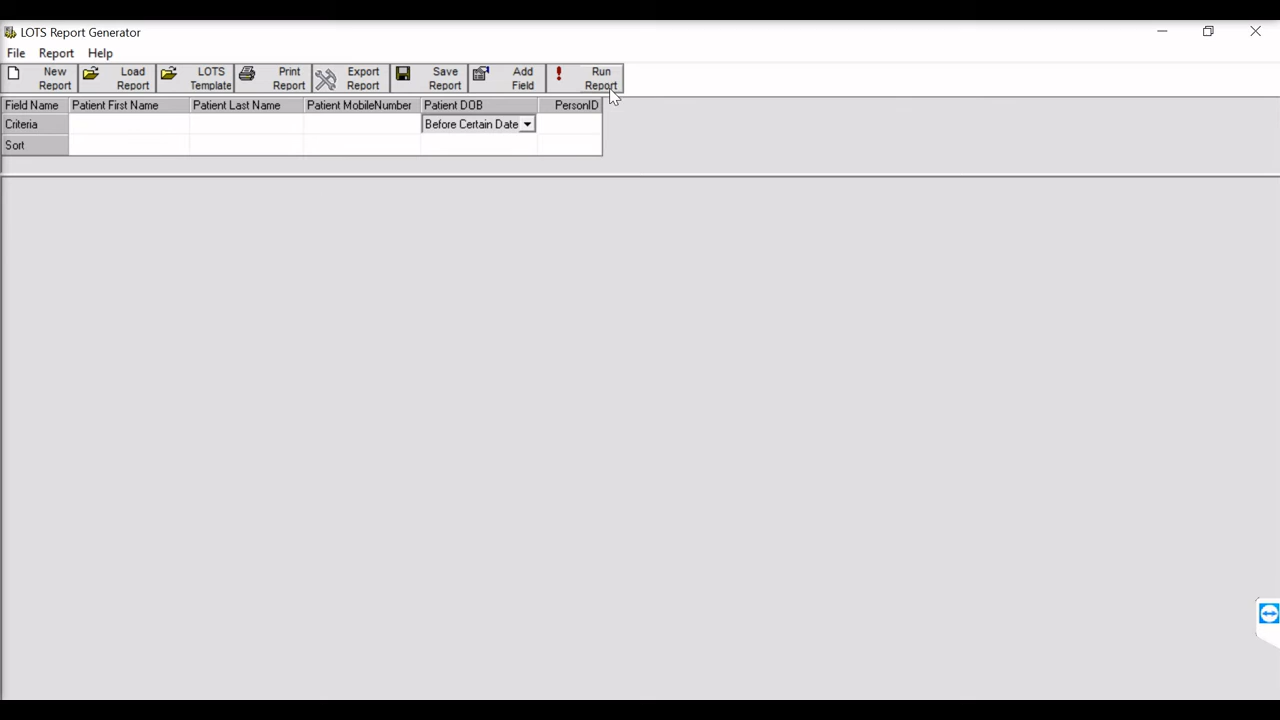 LOTS Report Generator
File Report Help
New Report
Load Report
LOTS Template
Print Report
Export Report
Save Report
Add Field
Run Report
Field Name Patient First Name Patient Last Name Patient MobileNumber Patient DOB PersonID
Criteria Before Certain Date
Sort